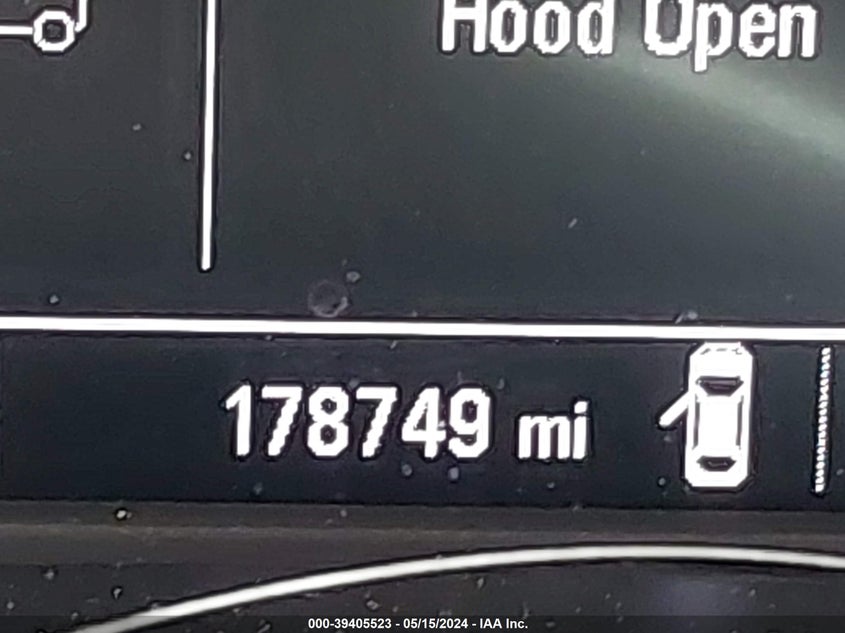 Hood Open
178749 mi
000-39405523 - 05/15/2024 - IAA Inc.